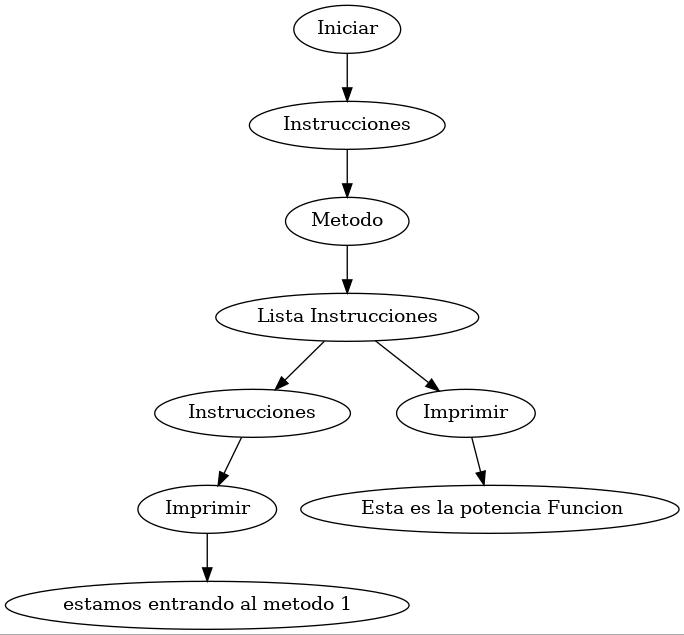 Iniciar
Instrucciones
Metodo
Lista Instrucciones
Instrucciones
Imprimir
Imprimir
Esta es la potencia Funcion
estamos entrando al metodo 1